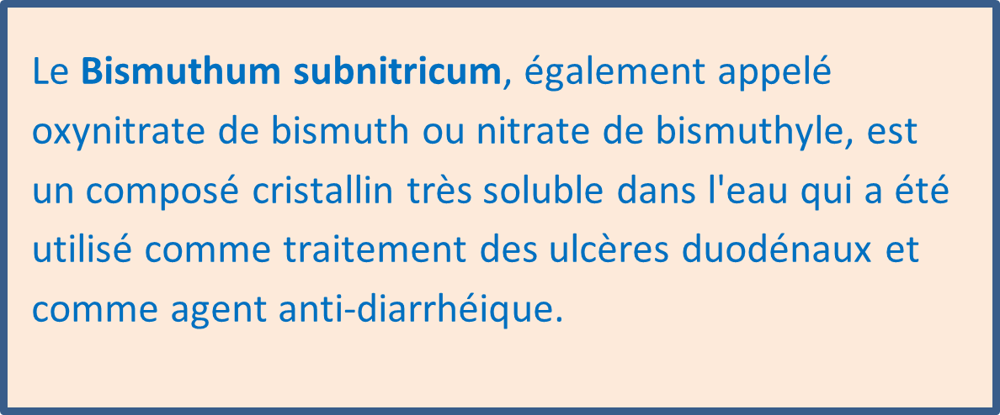 Le Bismuthum subnitricum, également appelé
oxynitrate de bismuth ou nitrate de bismuthyle, est
un composé cristallin très soluble dans l'eau qui a été
utilisé comme traitement des ulcères duodénaux et
comme agent anti-diarrhéique.